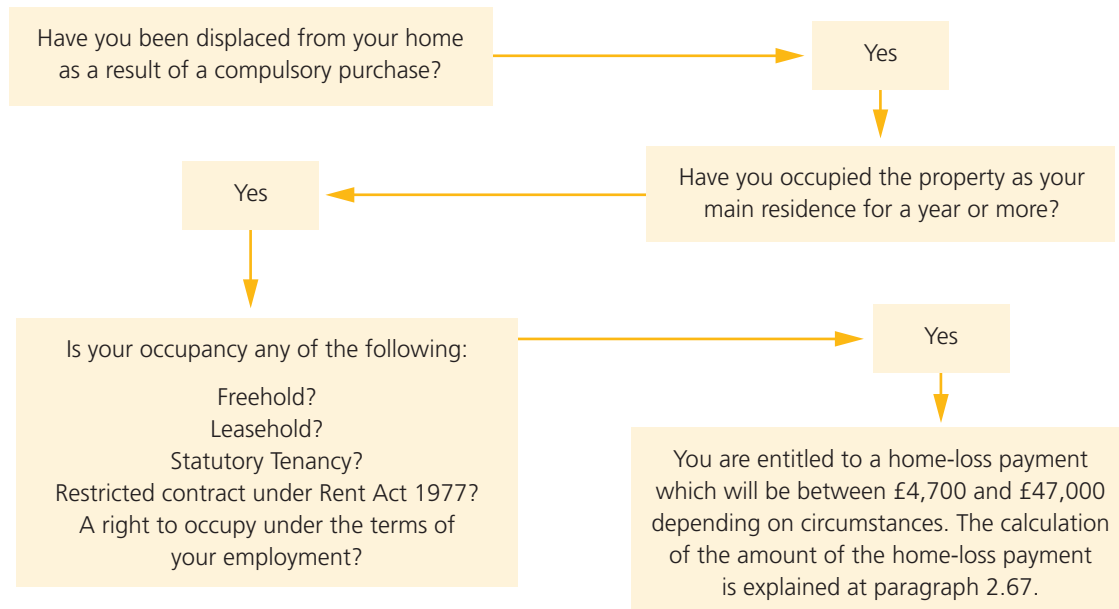 Have you been displaced from your home
as a result of a compulsory purchase?
Yes
Have you occupied the property as your
main residence for a year or more?
Yes
Is your occupancy any of the following:
Freehold?
Leasehold?
Statutory Tenancy?
Restricted contract under Rent Act 1977?
A right to occupy under the terms of
your employment?
Yes
You are entitled to a home-loss payment
which will be between £4,700 and £47,000
depending on circumstances. The calculation
of the amount of the home-loss payment
is explained at paragraph 2.67.